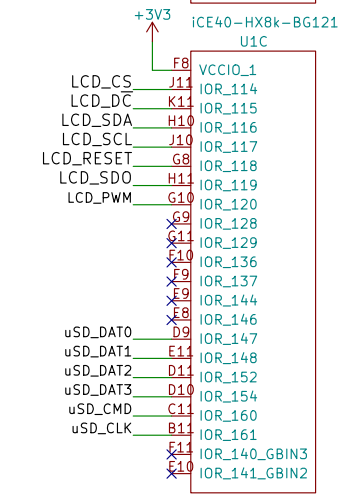 +3V3
iCE40-HX8k-BG121
U1C
F8 VCCIO_1
LCD_CS J11 IOR_114
LCD_DC K11 IOR_115
LCD_SDA H10 IOR_116
LCD_SCL J10 IOR_117
LCD_RESET G8 IOR_118
LCD_SDO H11 IOR_119
LCD_PWM G10 IOR_120
G9 IOR_128
G11 IOR_129
F10 IOR_136
F9 IOR_137
E9 IOR_144
E8 IOR_146
uSD_DAT0 D9 IOR_147
uSD_DAT1 E11 IOR_148
uSD_DAT2 D11 IOR_152
uSD_DAT3 D10 IOR_154
uSD_CMD C11 IOR_160
uSD_CLK B11 IOR_161
F11 IOR_140_GBIN3
E10 IOR_141_GBIN2